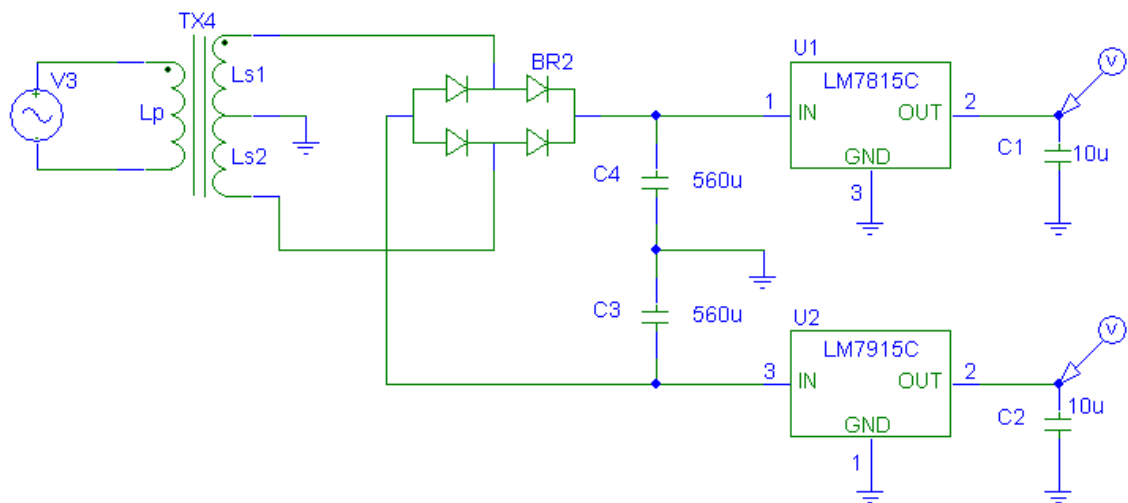 TX4
V3
Lp
Ls1
Ls2
BR2
U1
LM7815C
1
IN
OUT
2
GND
3
V
C1
10u
C4
560u
C3
560u
U2
LM7915C
3
IN
OUT
2
GND
1
V
C2
10u